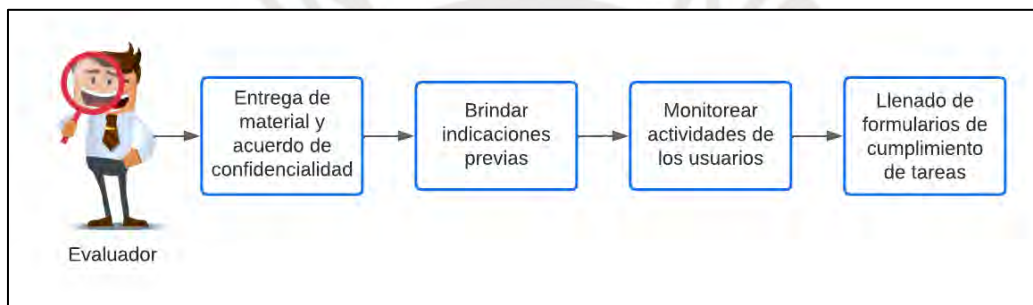 Entrega de
material y
acuerdo de
confidencialidad
Brindar
indicaciones
previas
Monitorear
actividades de
los usuarios
Llenado de
formularios de
cumplimiento
de tareas
Evaluador